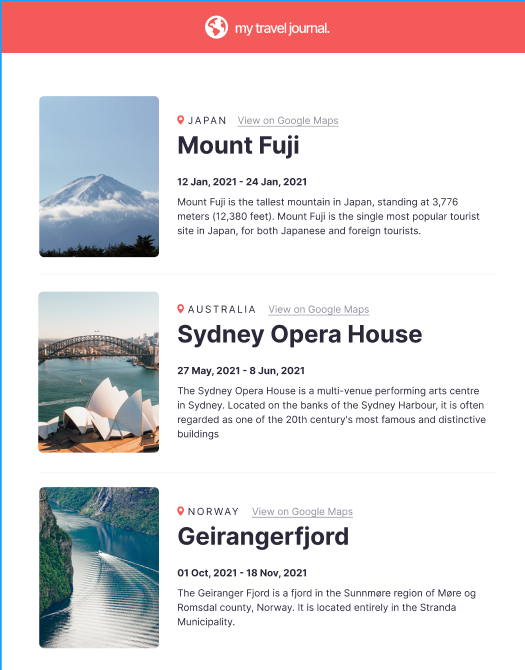 my travel journal.
JAPAN View on Google Maps
Mount Fuji
12 Jan, 2021 - 24 Jan, 2021
Mount Fuji is the tallest mountain in Japan, standing at 3,776
meters (12,380 feet). Mount Fuji is the single most popular tourist
site in Japan, for both Japanese and foreign tourists.
AUSTRALIA View on Google Maps
Sydney Opera House
27 May, 2021 - 8 Jun, 2021
The Sydney Opera House is a multi-venue performing arts centre
in Sydney. Located on the banks of the Sydney Harbour, it is often
regarded as one of the 20th century's most famous and distinctive
buildings
NORWAY View on Google Maps
Geirangerfjord
01 Oct, 2021 - 18 Nov, 2021
The Geiranger Fjord is a fjord in the Sunnmøre region of Møre og
Romsdal county, Norway. It is located entirely in the Stranda
Municipality.